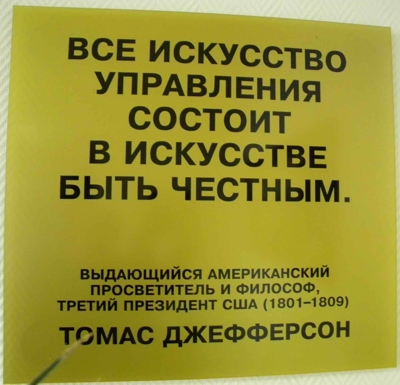 ВСЕ ИСКУССТВО
УПРАВЛЕНИЯ
СОСТОИТ
В ИСКУССТВЕ
БЫТЬ ЧЕСТНЫМ.
ВЫДАЮЩИЙСЯ АМЕРИКАНСКИЙ
ПРОСВЕТИТЕЛЬ И ФИЛОСОФ,
ТРЕТИЙ ПРЕЗИДЕНТ США (1801–1809)
ТОМАС ДЖЕФФЕРСОН